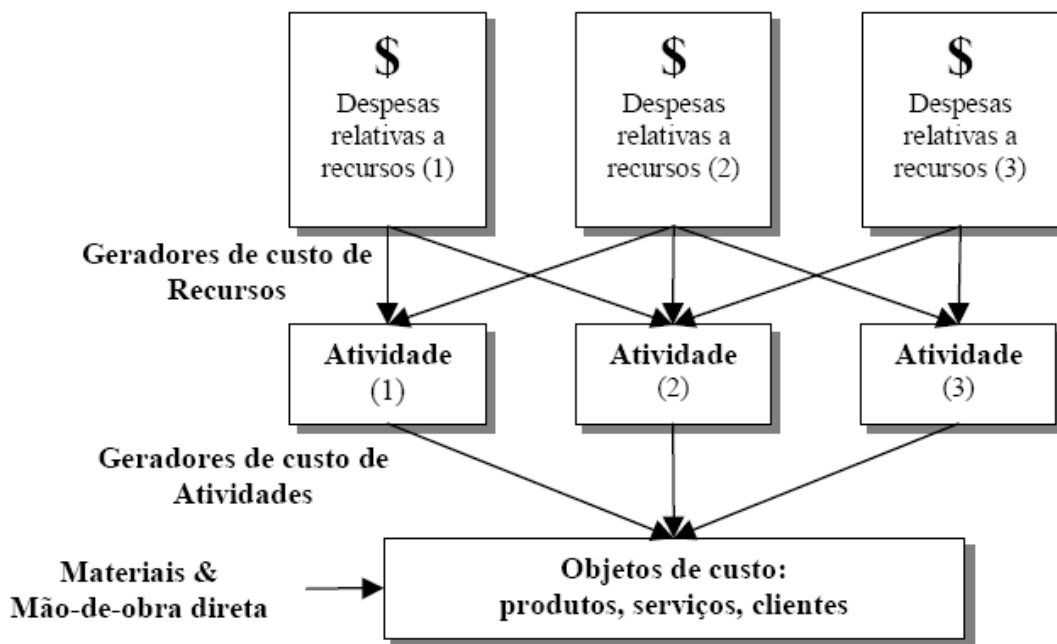 $
Despesas
relativas a
recursos (1)
$
Despesas
relativas a
recursos (2)
$
Despesas
relativas a
recursos (3)
Geradores de custo de
Recursos
Atividade
(1)
Atividade
(2)
Atividade
(3)
Geradores de custo de
Atividades
Materiais &
Mão-de-obra direta
Objetos de custo:
produtos, serviços, clientes